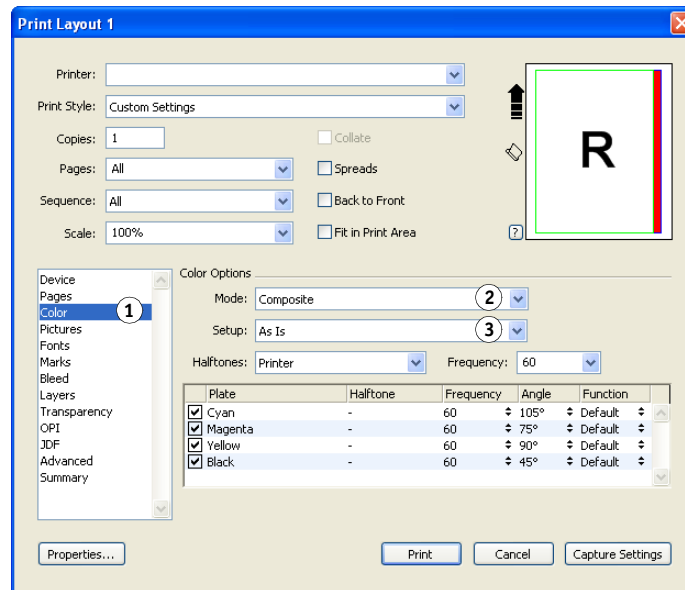 Print Layout 1
Printer:
Print Style: Custom Settings
Copies: 1 Collate
Pages: All Spreads
Sequence: All Back to Front
Scale: 100% Fit in Print Area
R
?
Device
Pages
Color 1
Pictures
Fonts
Marks
Bleed
Layers
Transparency
OPI
JDF
Advanced
Summary
Color Options
Mode: Composite 2
Setup: As Is 3
Halftones: Printer Frequency: 60
Plate Halftone Frequency Angle Function
Cyan - 60 105° Default
Magenta - 60 75° Default
Yellow - 60 90° Default
Black - 60 45° Default
Properties... Print Cancel Capture Settings